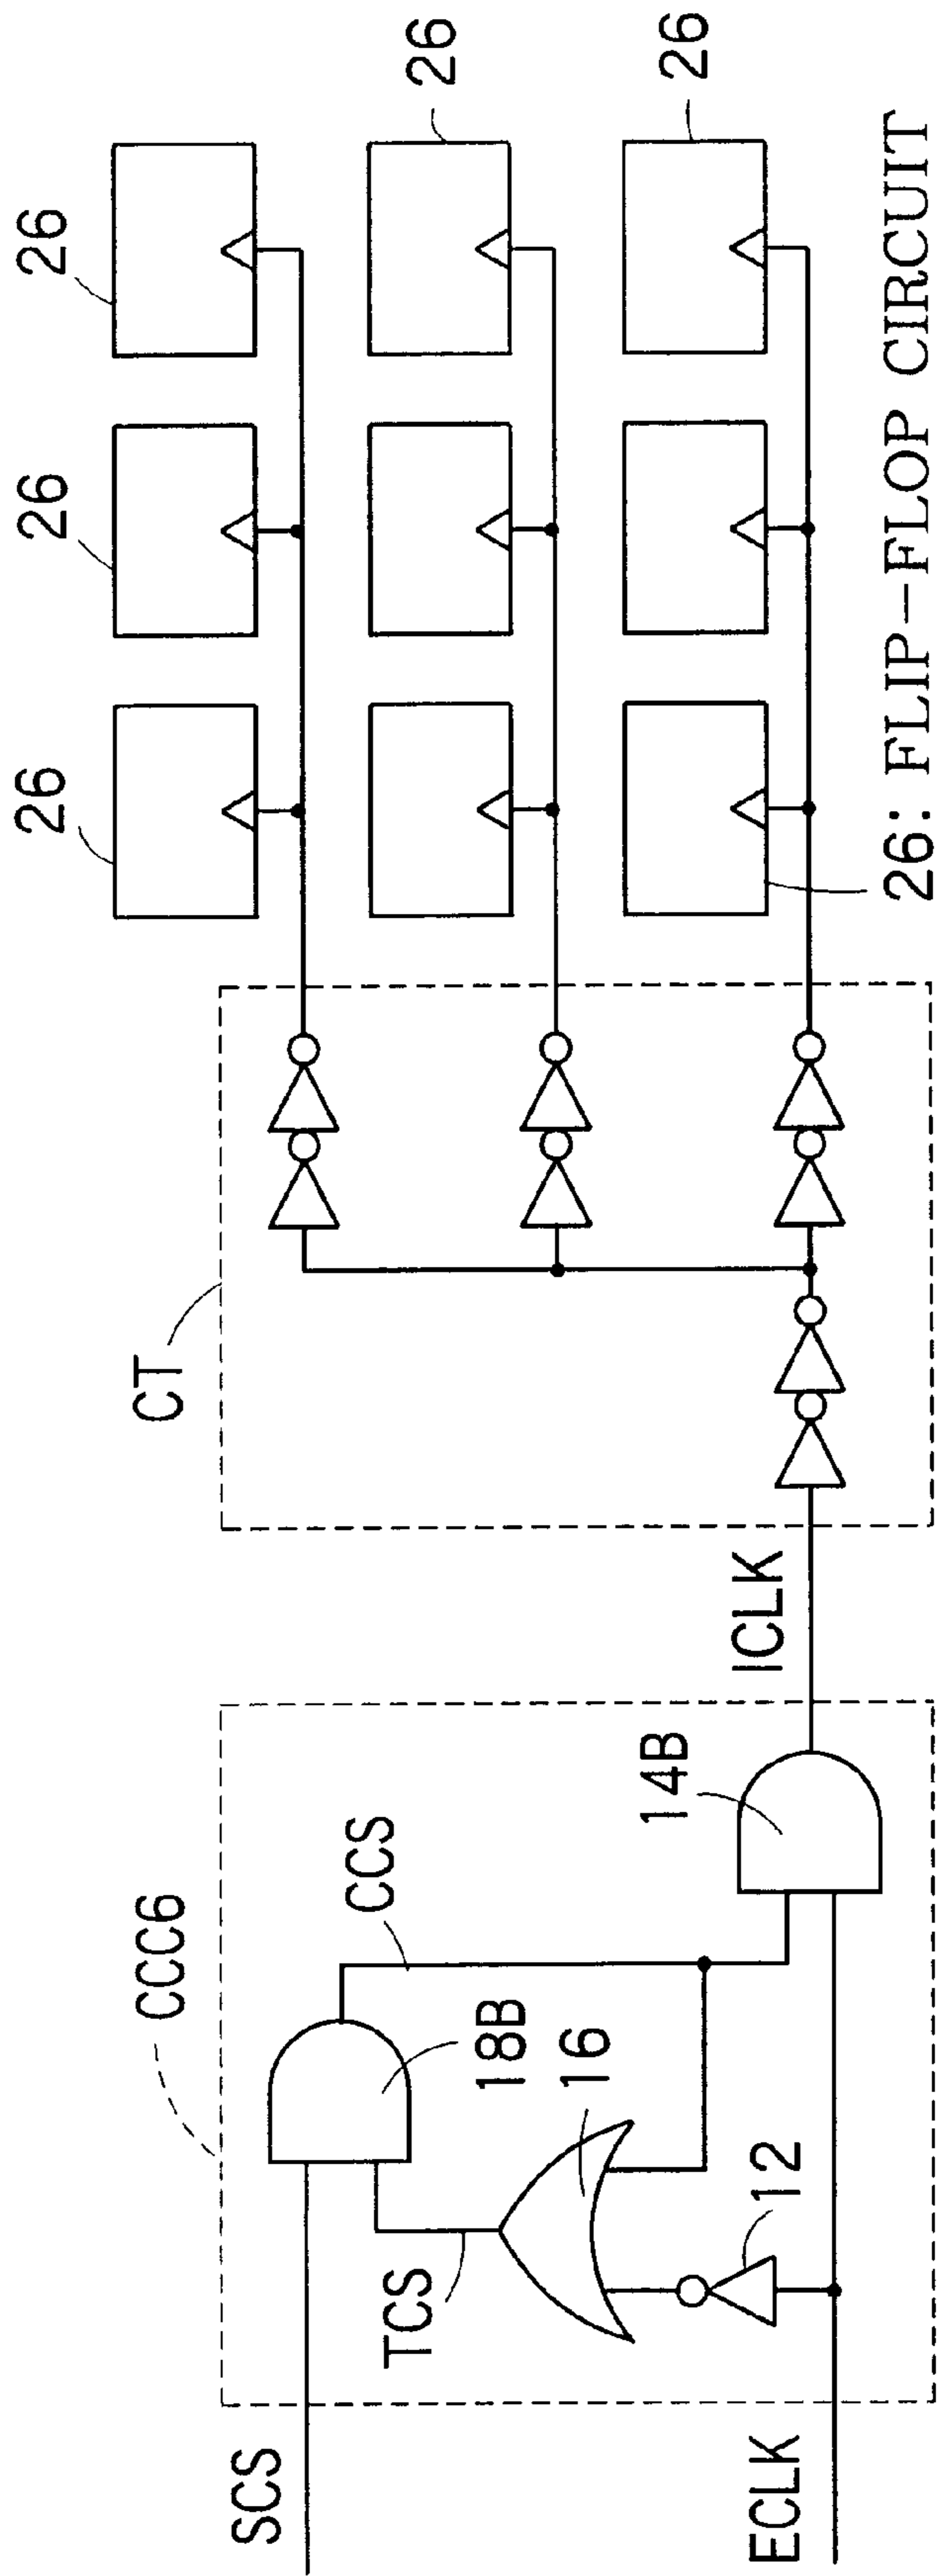 SCS
ECLK
CCC6
TCS
16
12
18B
CCS
14B
ICLK
CT
26
26
26
26
26
26: FLIP−FLOP CIRCUIT